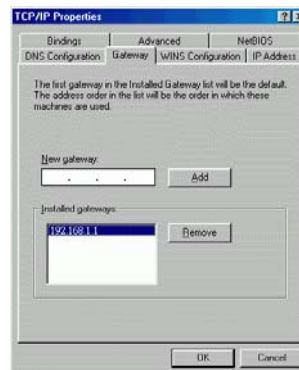 TCP/IP Properties
Bindings Advanced NetBIOS
DNS Configuration Gateway WINS Configuration IP Address
The first gateway in the Installed Gateway list will be the default.
The address order in the list will be the order in which these
machines are used.
New gateway:
. . .
Add
Installed gateways:
192.168.1.1
Remove
OK Cancel